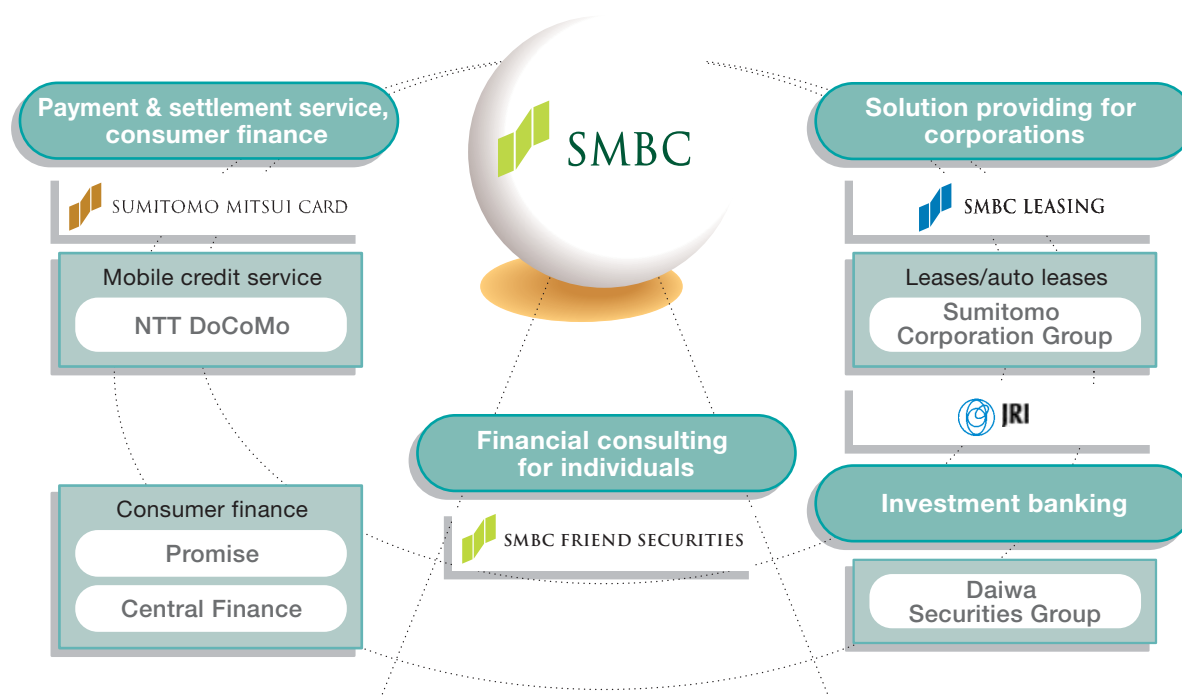 SMBC
Payment & settlement service,
consumer finance
SUMITOMO MITSUI CARD
Mobile credit service
NTT DoCoMo
Consumer finance
Promise
Central Finance
Financial consulting
for individuals
SMBC FRIEND SECURITIES
Solution providing for
corporations
SMBC LEASING
Leases/auto leases
Sumitomo
Corporation Group
JRI
Investment banking
Daiwa
Securities Group